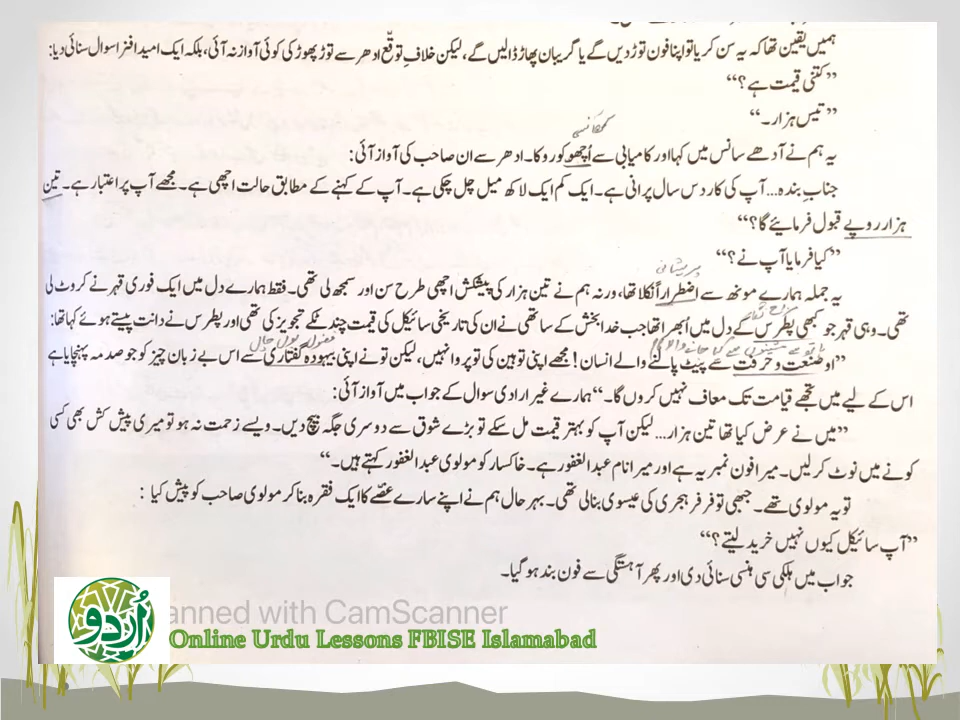 ہمیں یقین تھا کہ یہ سن کر یا تو اپنا فون توڑ دیں گے یا گریبان پھاڑ ڈالیں گے، لیکن خلافِ توقّع ادھر سے توڑ پھوڑ کی کوئی آواز نہ آئی، بلکہ ایک امید افزا سوال سنائی دیا:
”کتنی قیمت ہے؟“
”تیس ہزار۔“
کھانسی
یہ ہم نے آدھے سانس میں کہا اور کامیابی سے اُچھو کو روکا۔ ادھر سے ان صاحب کی آواز آئی:
جناب بندہ... آپ کی کار دس سال پرانی ہے۔ ایک کم ایک لاکھ میل چل چکی ہے۔ آپ کے کہنے کے مطابق حالت اچھی ہے۔ مجھے آپ پر اعتبار ہے۔ تین
ہزار روپے قبول فرمائیے گا؟“
”کیا فرمایا آپ نے؟“
پریشانی
یہ جملہ ہمارے مونھ سے اضطراراً نکلا تھا، ورنہ ہم نے تین ہزار کی پیشکش اچھی طرح سن اور سمجھ لی تھی۔ فقط ہمارے دل میں ایک فوری قہر نے کروٹ لی
تھی۔ وہی قہر جو کبھی پطرس کے دل میں اُبھرا تھا جب خدا بخش کے ساتھی نے ان کی تاریخی سائیکل کی قیمت چند ٹکے تجویز کی تھی اور پطرس نے دانت پیستے ہوئے کہا تھا:
فضول بول چال
”او صنعت و حرفت سے پیٹ پالنے والے انسان! مجھے اپنی توہین کی تو پروا نہیں، لیکن تو نے اپنی بیہودہ گفتاری سے اس بے زبان چیز کو جو صدمہ پہنچایا ہے
اس کے لیے میں تجھے قیامت تک معاف نہیں کروں گا۔“ ہمارے غیر ارادی سوال کے جواب میں آواز آئی:
”میں نے عرض کیا تھا تین ہزار... لیکن آپ کو بہتر قیمت مل سکے تو بڑے شوق سے دوسری جگہ بیچ دیں۔ ویسے زحمت نہ ہو تو میری پیش کش بھی کسی
کونے میں نوٹ کر لیں۔ میرا فون نمبر یہ ہے اور میرا نام عبدالغفور ہے۔ خاکسار کو مولوی عبدالغفور کہتے ہیں۔“
تو یہ مولوی تھے۔ جبھی تو فرفر ہجری کی عیسوی بنا لی تھی۔ بہر حال ہم نے اپنے سارے غصّے کا ایک فقرہ بنا کر مولوی صاحب کو پیش کیا:
”آپ سائیکل کیوں نہیں خرید لیتے؟“
جواب میں ہلکی سی ہنسی سنائی دی اور پھر آہستگی سے فون بند ہو گیا۔
anned with CamScanner
اُردُو
Online Urdu Lessons FBISE Islamabad